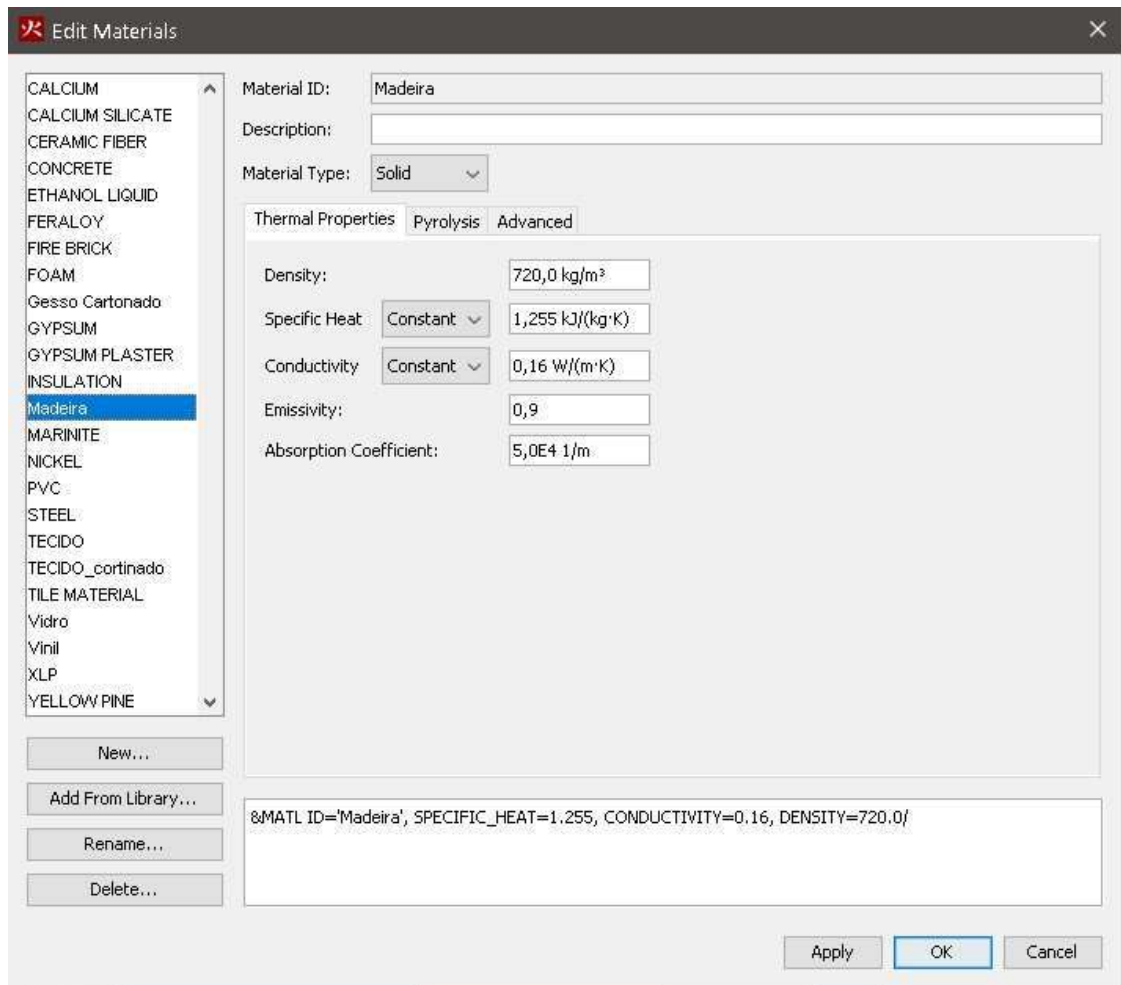 火 Edit Materials
CALCIUM
CALCIUM SILICATE
CERAMIC FIBER
CONCRETE
ETHANOL LIQUID
FERALOY
FIRE BRICK
FOAM
Gesso Cartonado
GYPSUM
GYPSUM PLASTER
INSULATION
Madeira
MARINITE
NICKEL
PVC
STEEL
TECIDO
TECIDO_cortinado
TILE MATERIAL
Vidro
Vinil
XLP
YELLOW PINE
New...
Add From Library...
Rename...
Delete...
Material ID: Madeira
Description:
Material Type: Solid
Thermal Properties Pyrolysis Advanced
Density: 720,0 kg/m³
Specific Heat Constant 1,255 kJ/(kg·K)
Conductivity Constant 0,16 W/(m·K)
Emissivity: 0,9
Absorption Coefficient: 5,0E4 1/m
&MATL ID='Madeira', SPECIFIC_HEAT=1.255, CONDUCTIVITY=0.16, DENSITY=720.0/
Apply OK Cancel